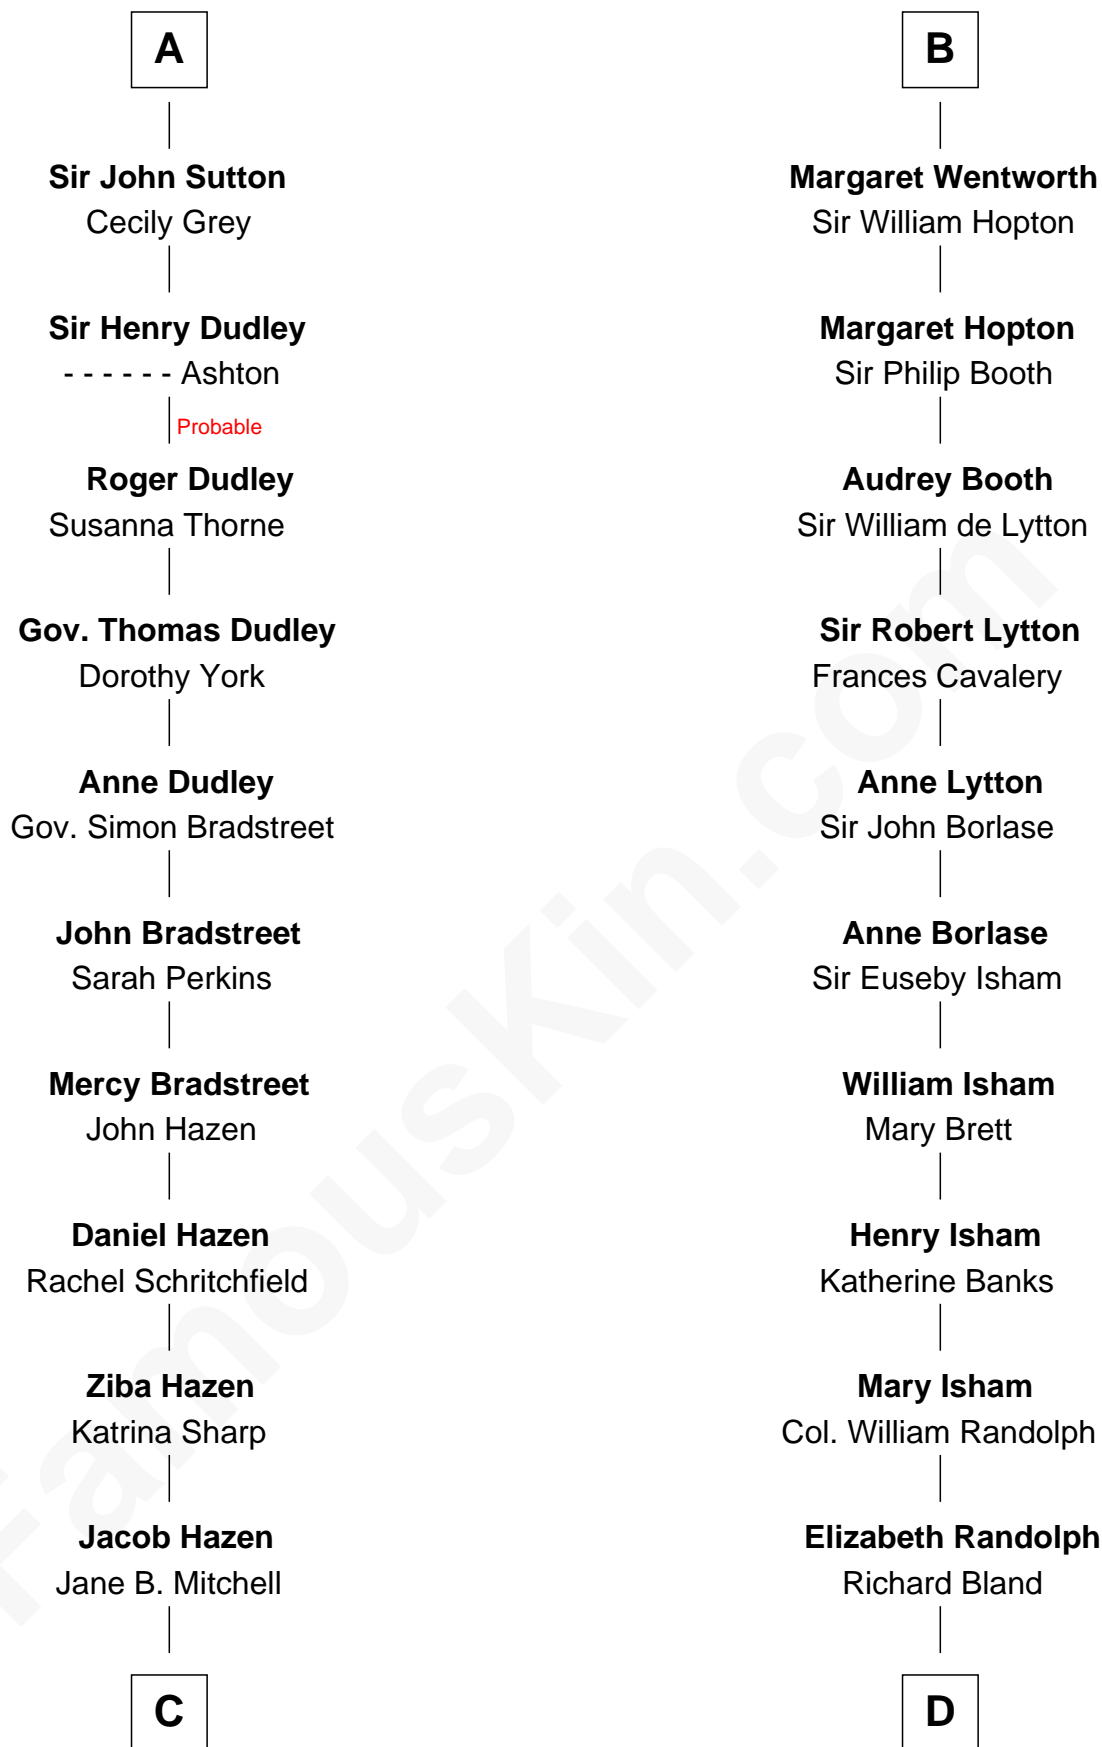 A
Sir John Sutton
Cecily Grey
Sir Henry Dudley
- - - - - - Ashton
Probable
Roger Dudley
Susanna Thorne
Gov. Thomas Dudley
Dorothy York
Anne Dudley
Gov. Simon Bradstreet
John Bradstreet
Sarah Perkins
Mercy Bradstreet
John Hazen
Daniel Hazen
Rachel Schritchfield
Ziba Hazen
Katrina Sharp
Jacob Hazen
Jane B. Mitchell
C
B
Margaret Wentworth
Sir William Hopton
Margaret Hopton
Sir Philip Booth
Audrey Booth
Sir William de Lytton
Sir Robert Lytton
Frances Cavalery
Anne Lytton
Sir John Borlase
Anne Borlase
Sir Euseby Isham
William Isham
Mary Brett
Henry Isham
Katherine Banks
Mary Isham
Col. William Randolph
Elizabeth Randolph
Richard Bland
D
FamousKin.com